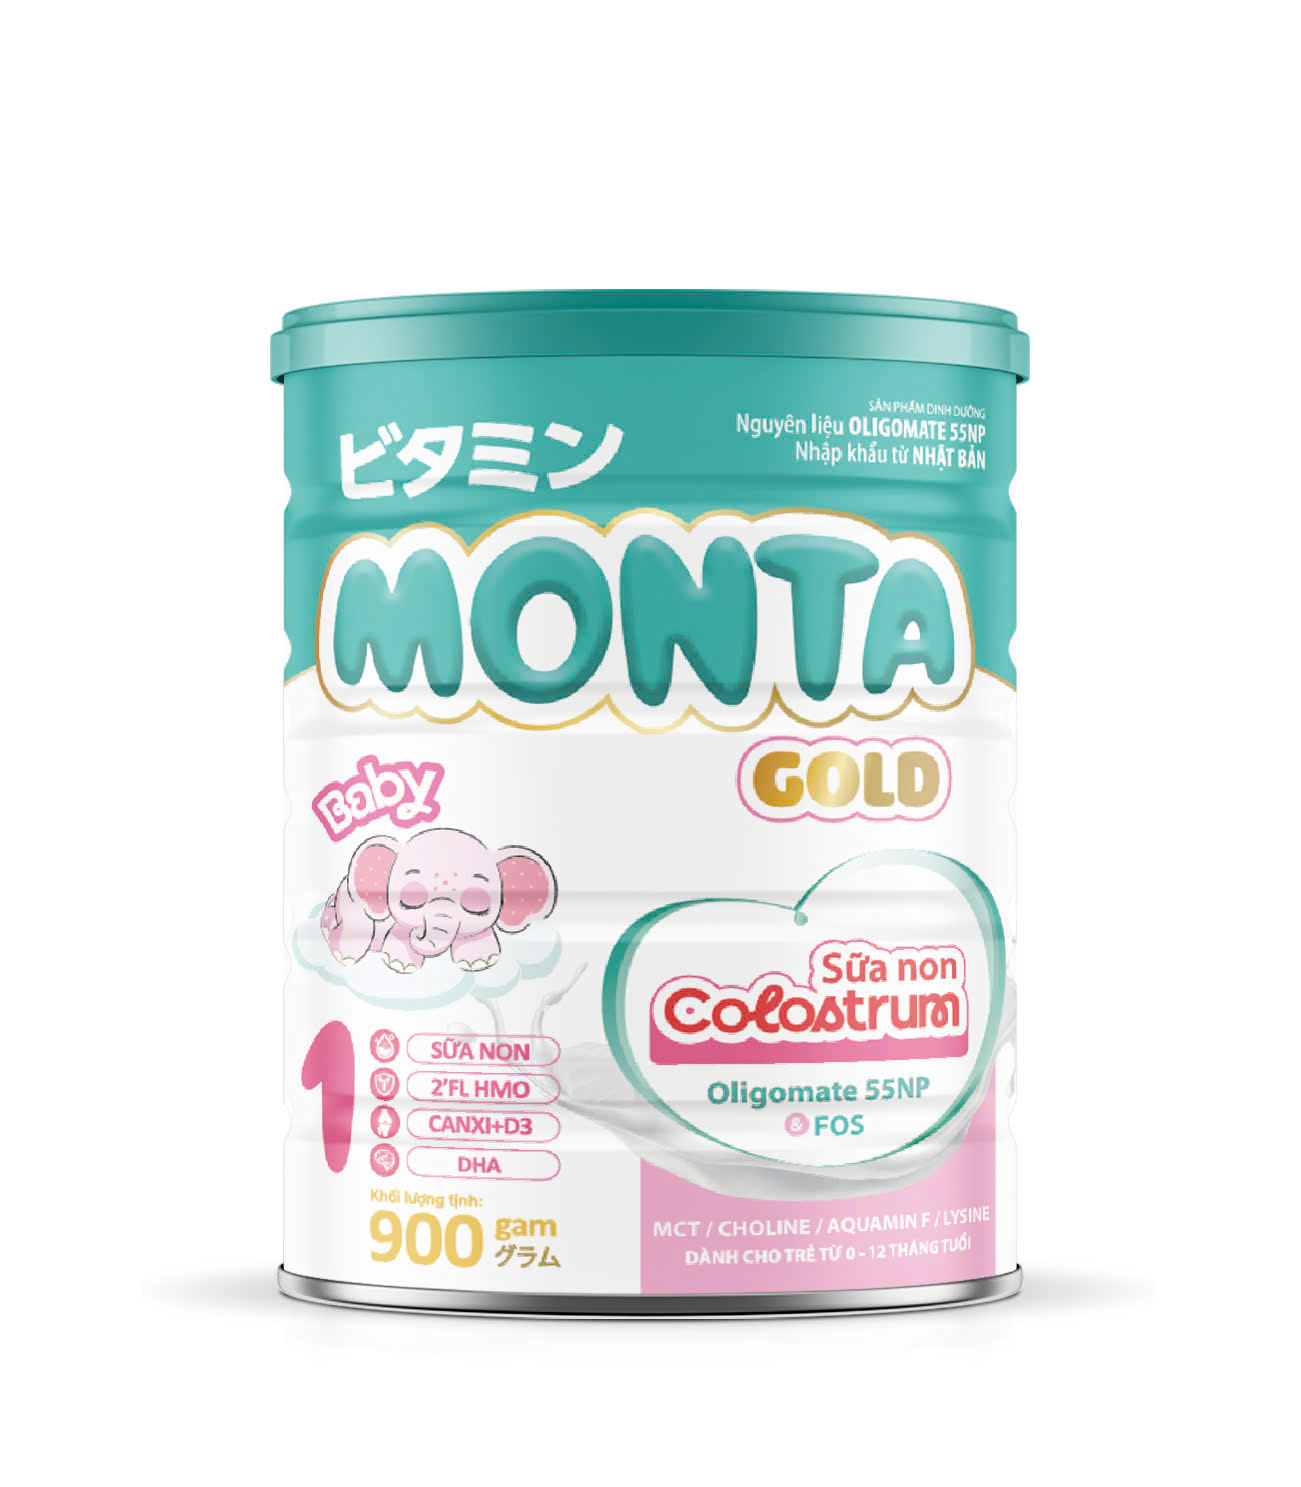 SẢN PHẨM DINH DƯỠNG
Nguyên liệu OLIGOMATE 55NP
Nhập khẩu từ NHẬT BẢN
ビタミン
MONTA
GOLD
Baby
Sữa non
Colostrum
Oligomate 55NP
& FOS
1
SỮA NON
2'FL HMO
CANXI+D3
DHA
Khối lượng tịnh:
900 gam
グラム
MCT / CHOLINE / AQUAMIN F / LYSINE
DÀNH CHO TRẺ TỪ 0 - 12 THÁNG TUỔI